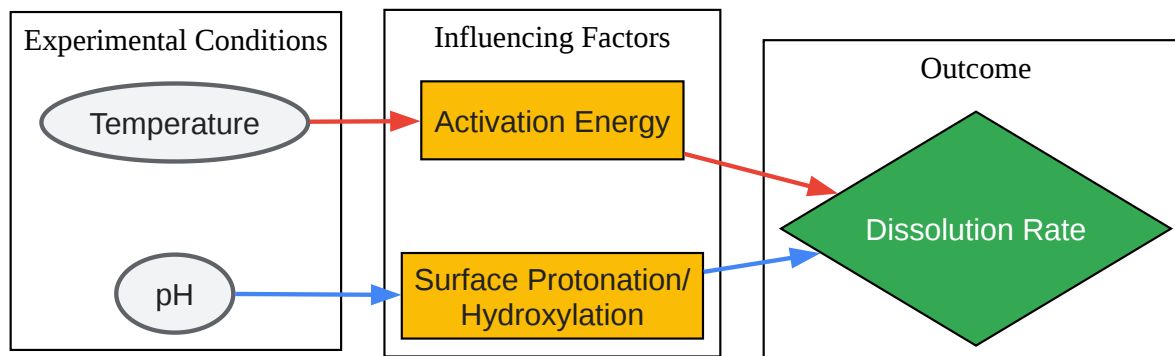 Experimental Conditions
Temperature
pH
Influencing Factors
Activation Energy
Surface Protonation/
Hydroxylation
Outcome
Dissolution Rate